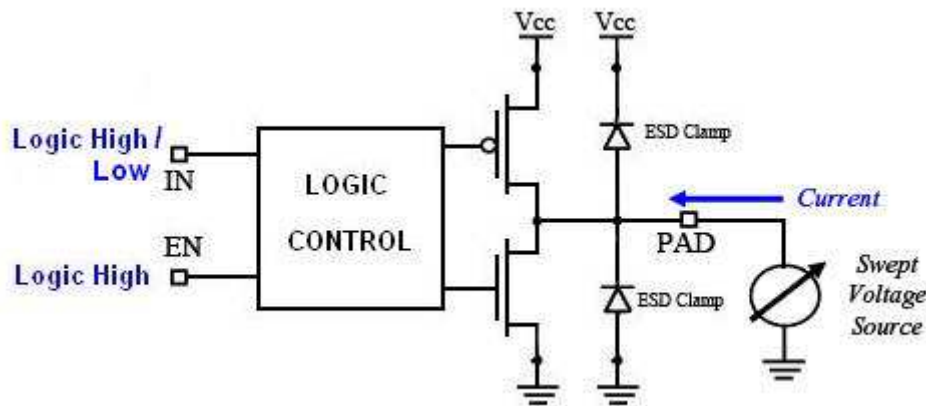 Vcc
Vcc
ESD Clamp
Logic High /
Low
IN
LOGIC
CONTROL
Current
PAD
EN
Logic High
ESD Clamp
Swept
Voltage
Source